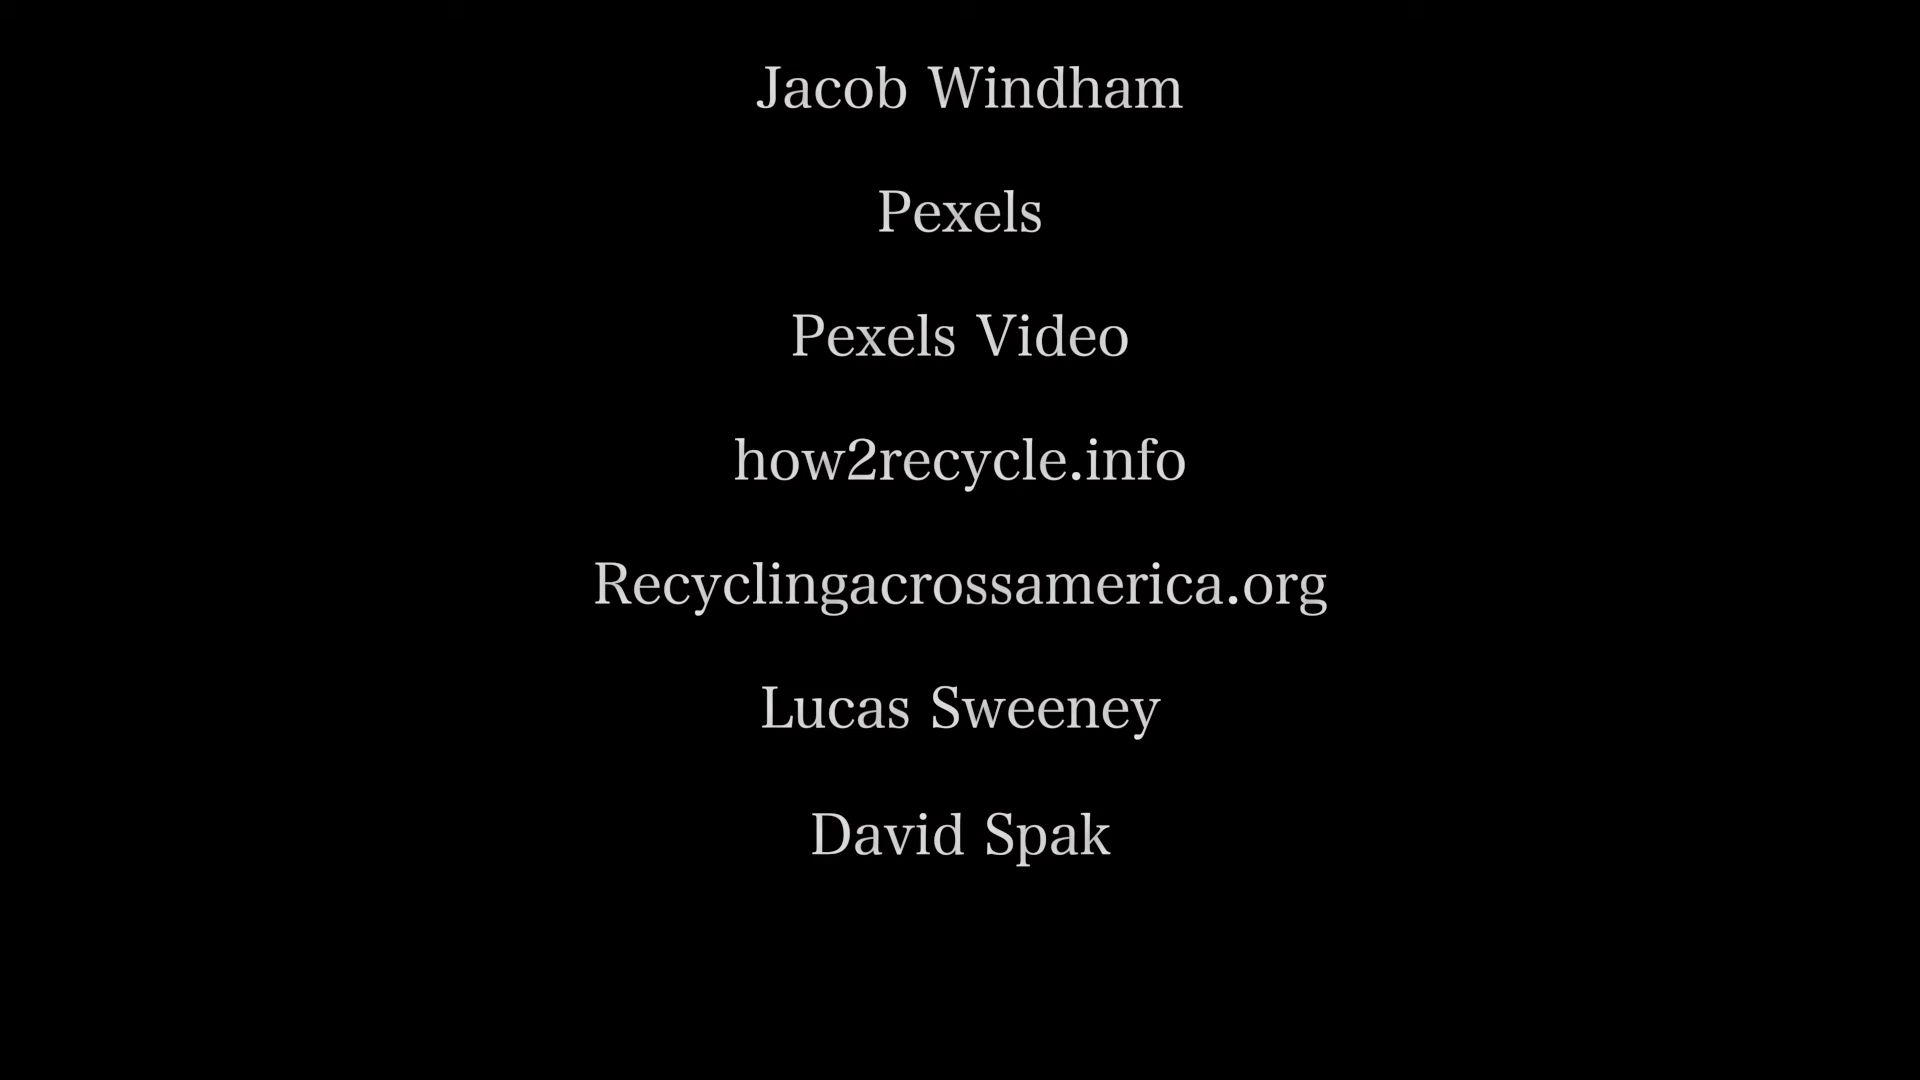 Jacob Windham
Pexels
Pexels Video
how2recycle.info
Recyclingacrossamerica.org
Lucas Sweeney
David Spak